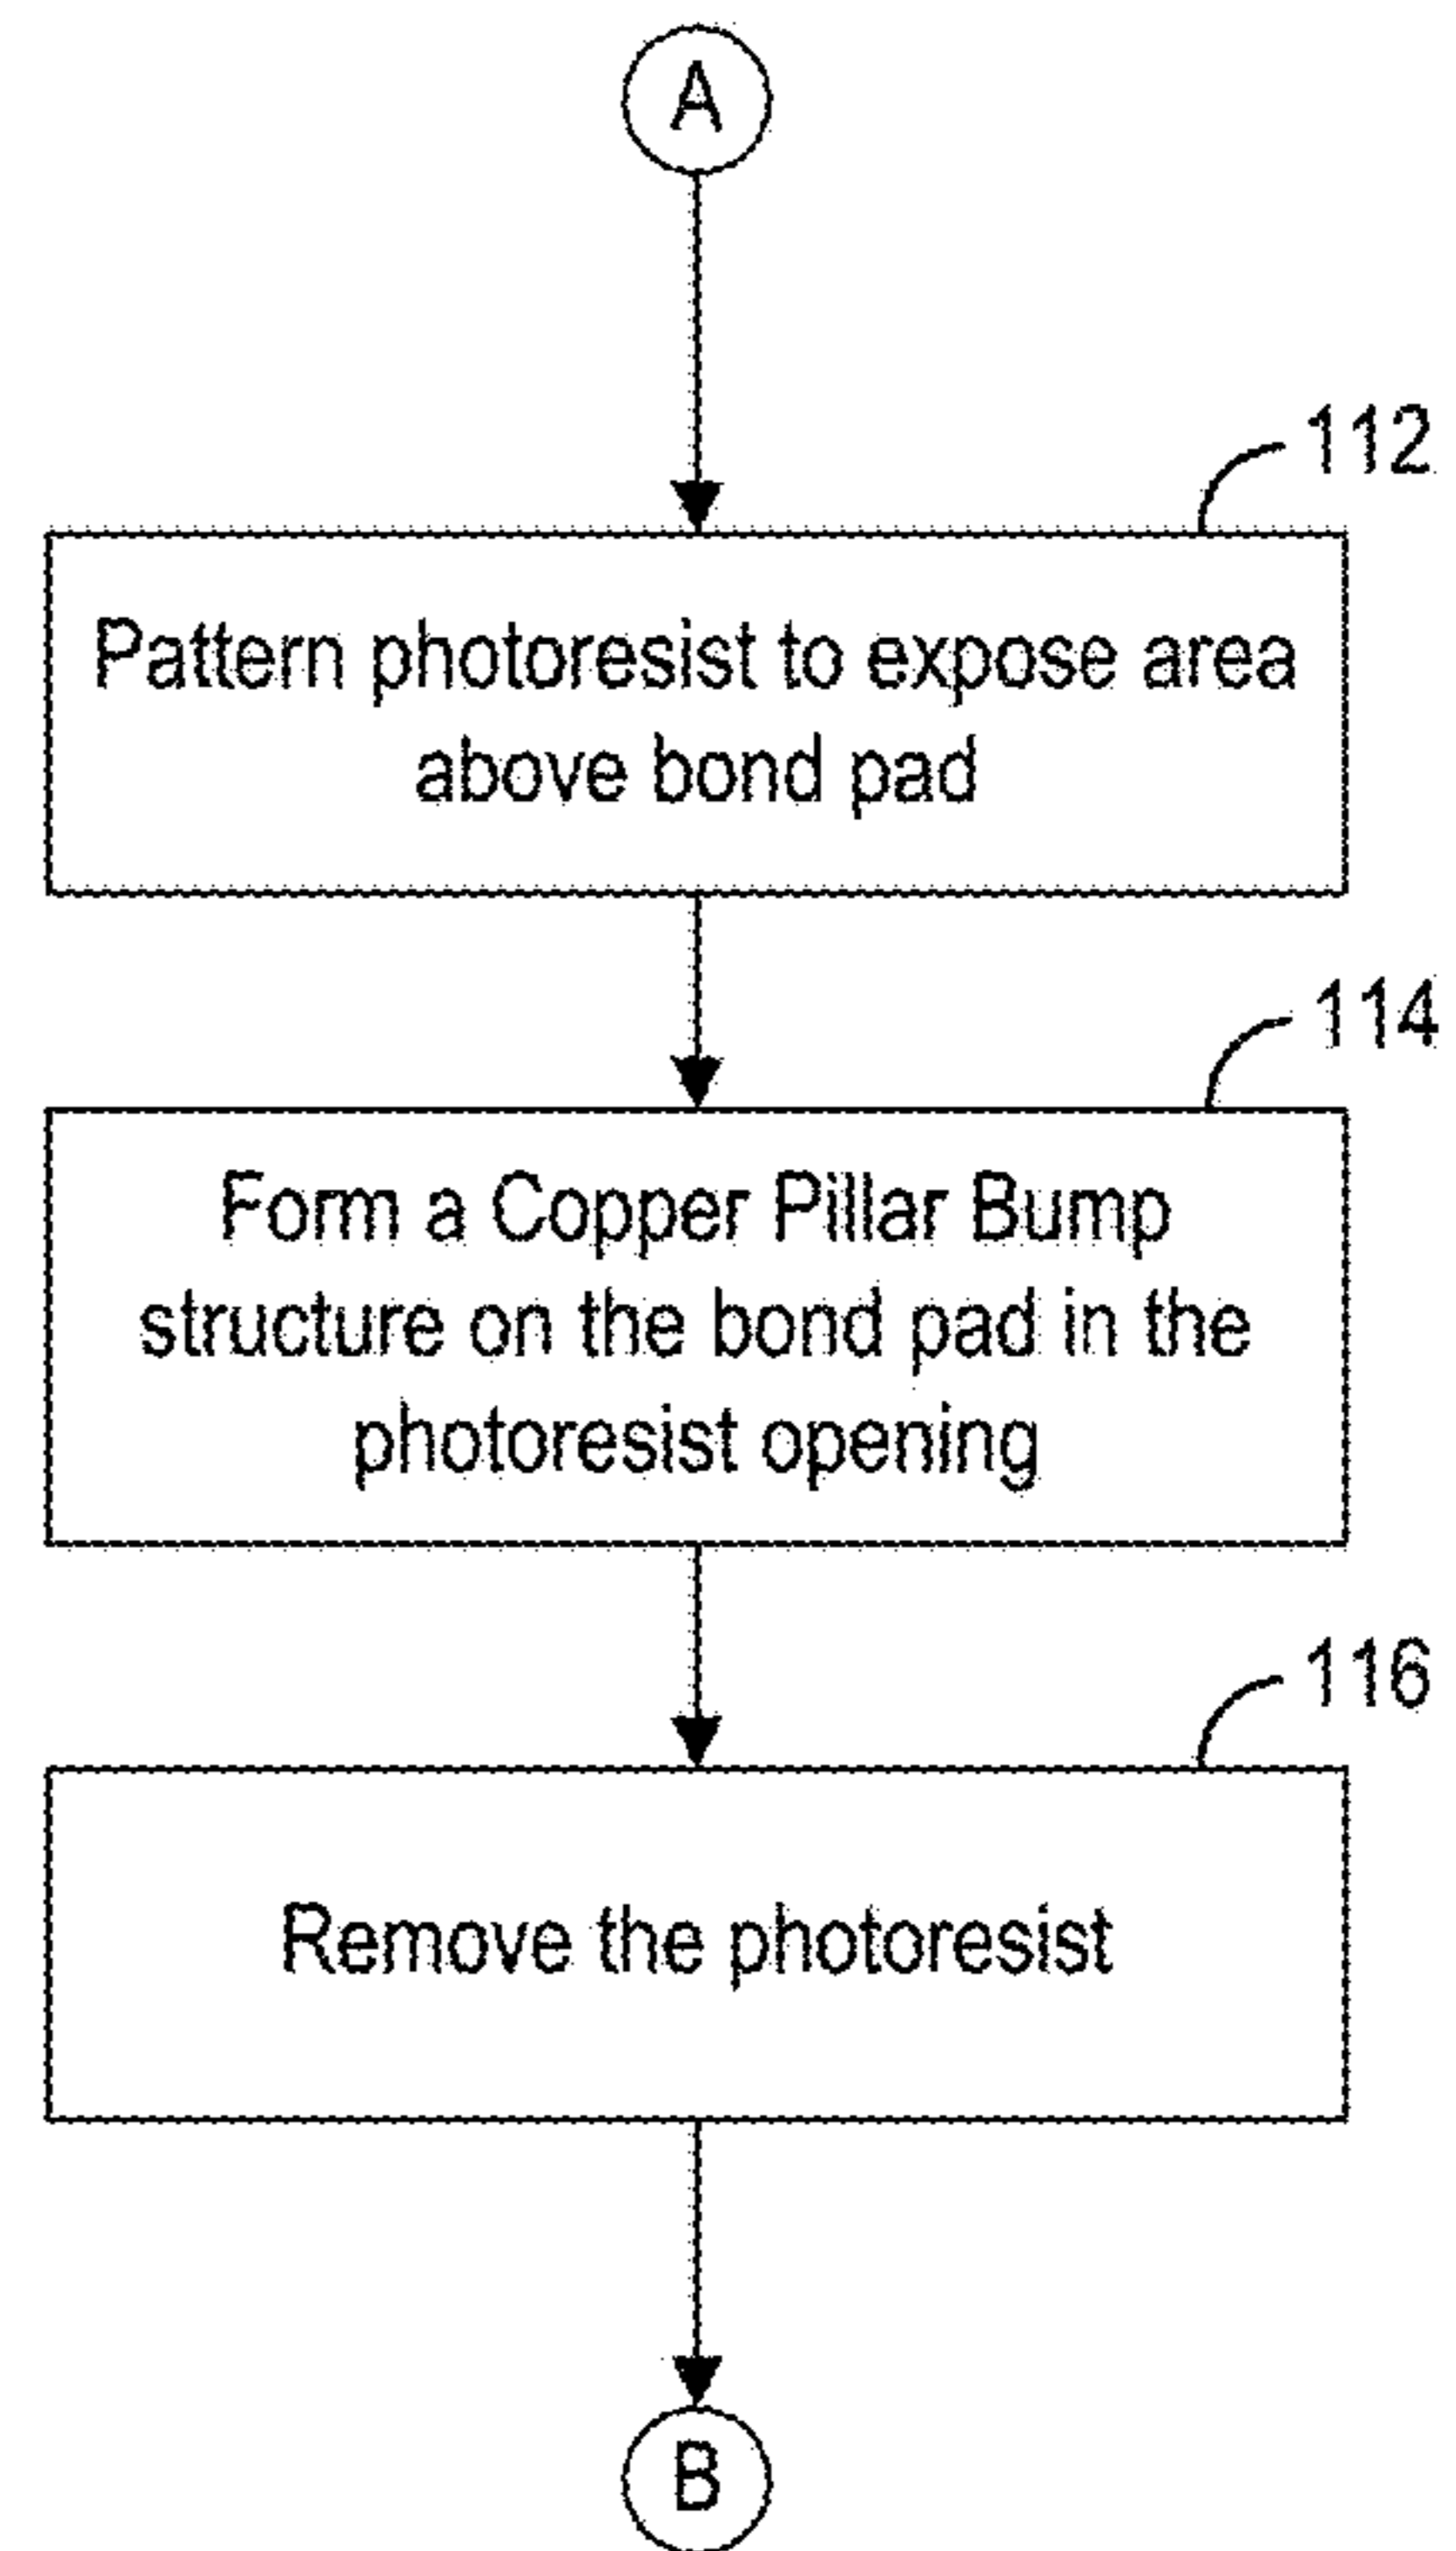 A
112
Pattern photoresist to expose area
above bond pad
114
Form a Copper Pillar Bump
structure on the bond pad in the
photoresist opening
116
Remove the photoresist
B